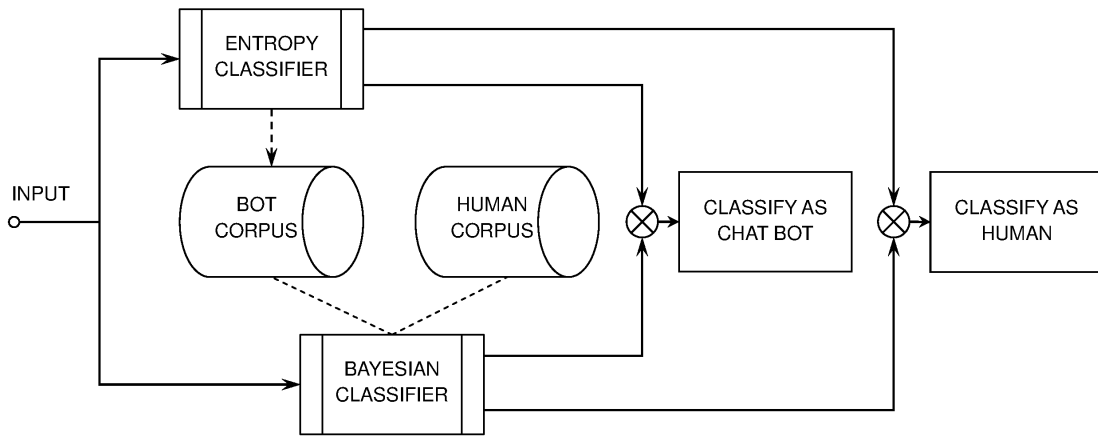 ENTROPY
CLASSIFIER
INPUT
BOT
CORPUS
HUMAN
CORPUS
CLASSIFY AS
CHAT BOT
CLASSIFY AS
HUMAN
BAYESIAN
CLASSIFIER